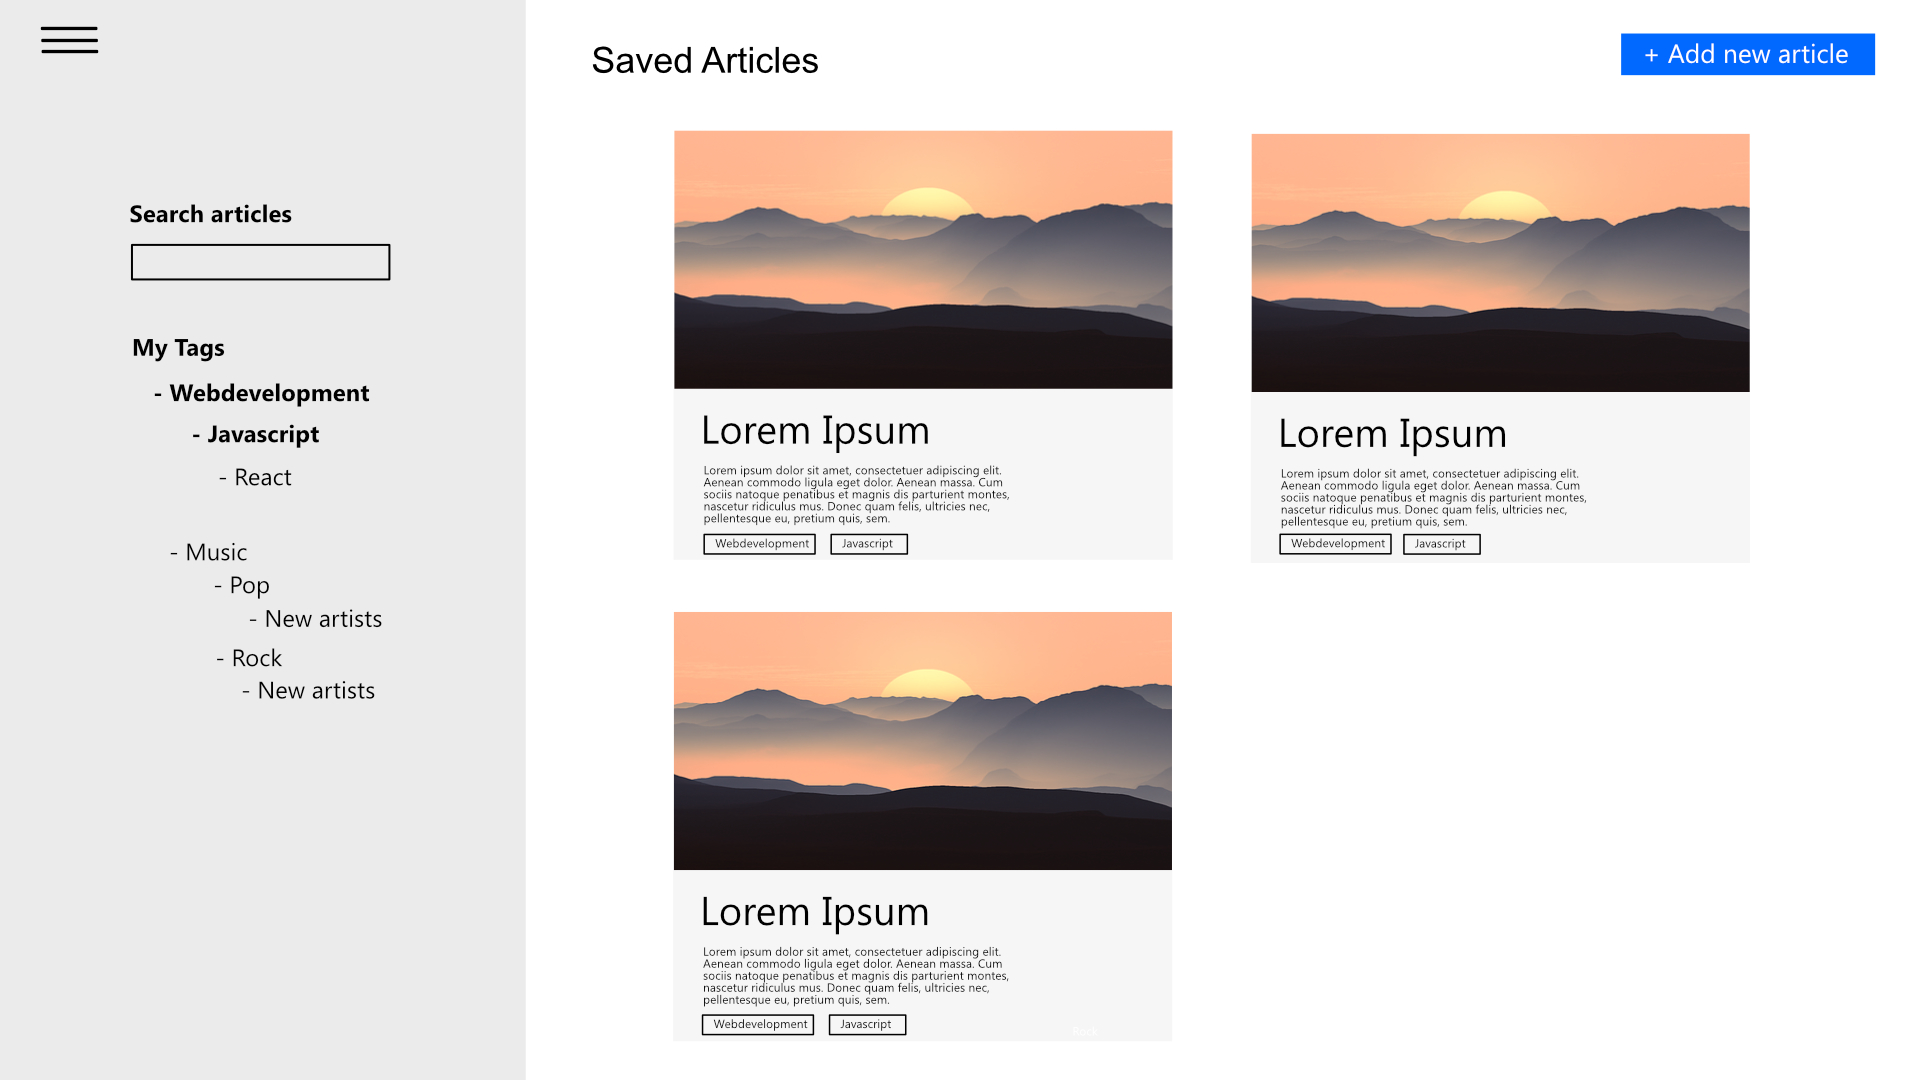 Saved Articles
+ Add new article
Search articles
My Tags
- Webdevelopment
- Javascript
- React
- Music
- Pop
- New artists
- Rock
- New artists
Lorem Ipsum
Lorem ipsum dolor sit amet, consectetuer adipiscing elit.
Aenean commodo ligula eget dolor. Aenean massa. Cum
sociis natoque penatibus et magnis dis parturient montes,
nascetur ridiculus mus. Donec quam felis, ultricies nec,
pellentesque eu, pretium quis, sem.
Webdevelopment Javascript
Lorem Ipsum
Lorem ipsum dolor sit amet, consectetuer adipiscing elit.
Aenean commodo ligula eget dolor. Aenean massa. Cum
sociis natoque penatibus et magnis dis parturient montes,
nascetur ridiculus mus. Donec quam felis, ultricies nec,
pellentesque eu, pretium quis, sem.
Webdevelopment Javascript
Lorem Ipsum
Lorem ipsum dolor sit amet, consectetuer adipiscing elit.
Aenean commodo ligula eget dolor. Aenean massa. Cum
sociis natoque penatibus et magnis dis parturient montes,
nascetur ridiculus mus. Donec quam felis, ultricies nec,
pellentesque eu, pretium quis, sem.
Webdevelopment Javascript
Rock